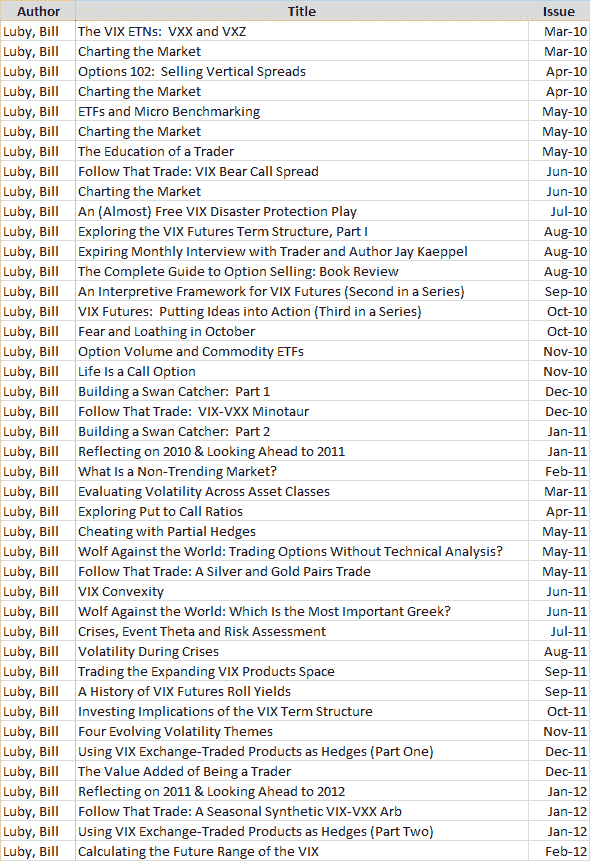 Author Title Issue
Luby, Bill The VIX ETNs:  VXX and VXZ Mar-10
Luby, Bill Charting the Market Mar-10
Luby, Bill Options 102:  Selling Vertical Spreads Apr-10
Luby, Bill Charting the Market Apr-10
Luby, Bill ETFs and Micro Benchmarking May-10
Luby, Bill Charting the Market May-10
Luby, Bill The Education of a Trader May-10
Luby, Bill Follow That Trade: VIX Bear Call Spread Jun-10
Luby, Bill Charting the Market Jun-10
Luby, Bill An (Almost) Free VIX Disaster Protection Play Jul-10
Luby, Bill Exploring the VIX Futures Term Structure, Part I Aug-10
Luby, Bill Expiring Monthly Interview with Trader and Author Jay Kaeppel Aug-10
Luby, Bill The Complete Guide to Option Selling: Book Review Aug-10
Luby, Bill An Interpretive Framework for VIX Futures (Second in a Series) Sep-10
Luby, Bill VIX Futures:  Putting Ideas into Action (Third in a Series) Oct-10
Luby, Bill Fear and Loathing in October Oct-10
Luby, Bill Option Volume and Commodity ETFs Nov-10
Luby, Bill Life Is a Call Option Nov-10
Luby, Bill Building a Swan Catcher:  Part 1 Dec-10
Luby, Bill Follow That Trade:  VIX-VXX Minotaur Dec-10
Luby, Bill Building a Swan Catcher:  Part 2 Jan-11
Luby, Bill Reflecting on 2010 & Looking Ahead to 2011 Jan-11
Luby, Bill What Is a Non-Trending Market? Feb-11
Luby, Bill Evaluating Volatility Across Asset Classes Mar-11
Luby, Bill Exploring Put to Call Ratios Apr-11
Luby, Bill Cheating with Partial Hedges May-11
Luby, Bill Wolf Against the World: Trading Options Without Technical Analysis? May-11
Luby, Bill Follow That Trade: A Silver and Gold Pairs Trade May-11
Luby, Bill VIX Convexity Jun-11
Luby, Bill Wolf Against the World: Which Is the Most Important Greek? Jun-11
Luby, Bill Crises, Event Theta and Risk Assessment Jul-11
Luby, Bill Volatility During Crises Aug-11
Luby, Bill Trading the Expanding VIX Products Space Sep-11
Luby, Bill A History of VIX Futures Roll Yields Sep-11
Luby, Bill Investing Implications of the VIX Term Structure Oct-11
Luby, Bill Four Evolving Volatility Themes Nov-11
Luby, Bill Using VIX Exchange-Traded Products as Hedges (Part One) Dec-11
Luby, Bill The Value Added of Being a Trader Dec-11
Luby, Bill Reflecting on 2011 & Looking Ahead to 2012 Jan-12
Luby, Bill Follow That Trade: A Seasonal Synthetic VIX-VXX Arb Jan-12
Luby, Bill Using VIX Exchange-Traded Products as Hedges (Part Two) Jan-12
Luby, Bill Calculating the Future Range of the VIX Feb-12